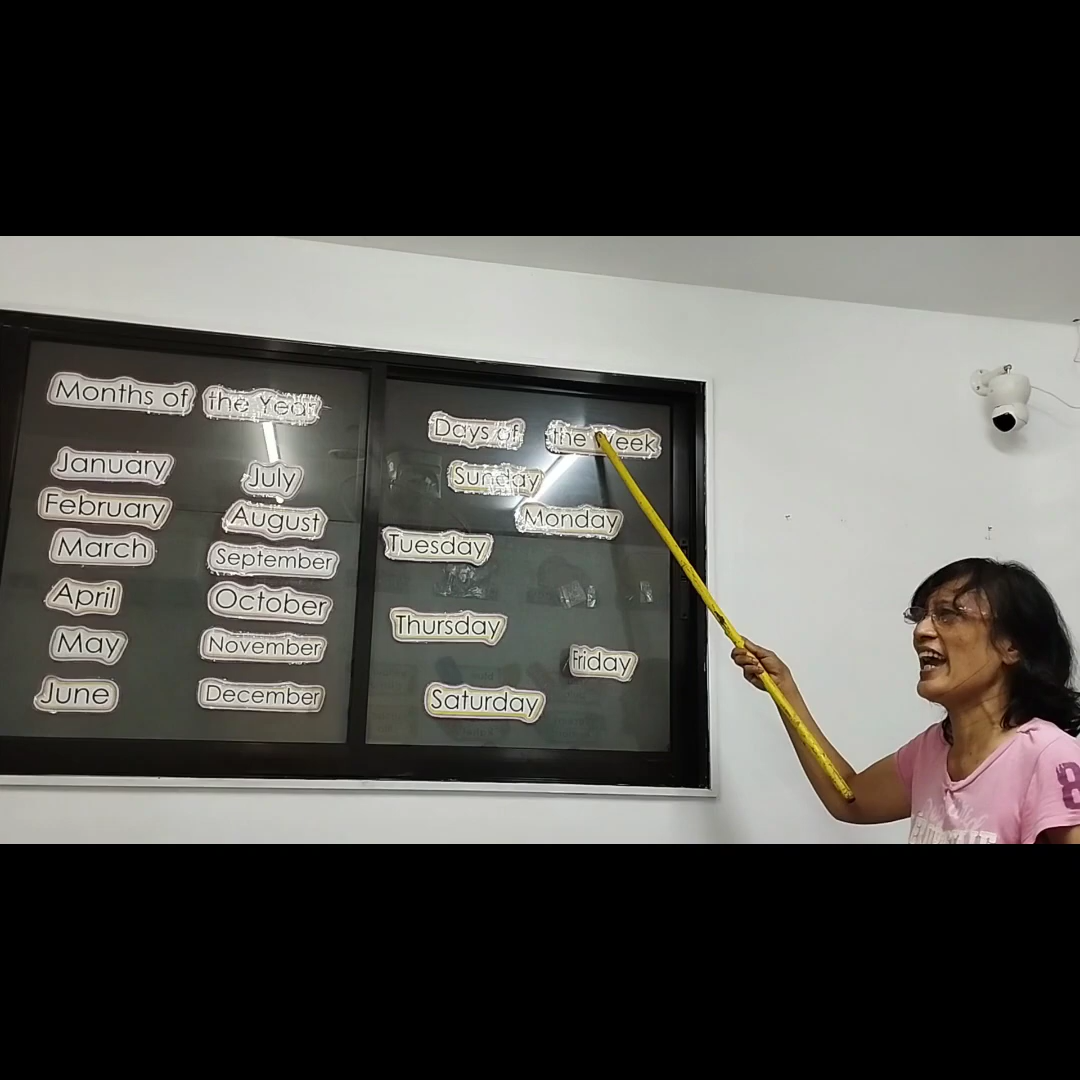 Months of the Year
January
February
March
April
May
June
July
August
September
October
November
December
Days of the Week
Sunday
Monday
Tuesday
Thursday
Friday
Saturday
8